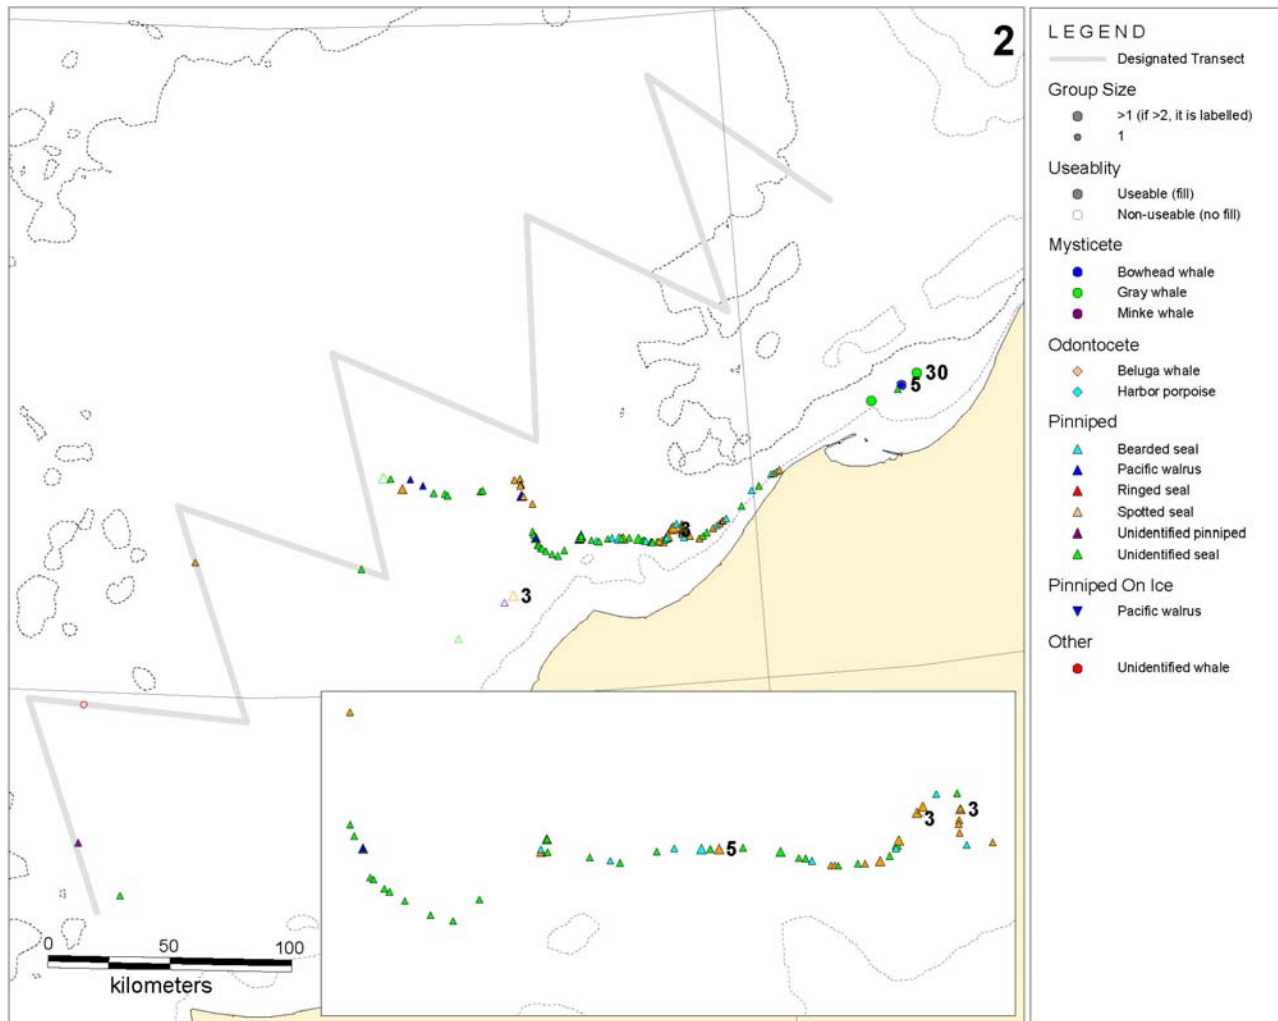 2
30
5
3
3
3
5
3
0 50 100
kilometers
LEGEND
Designated Transect
Group Size
>1 (if >2, it is labelled)
1
Useablity
Useable (fill)
Non-useable (no fill)
Mysticete
Bowhead whale
Gray whale
Minke whale
Odontocete
Beluga whale
Harbor porpoise
Pinniped
Bearded seal
Pacific walrus
Ringed seal
Spotted seal
Unidentified pinniped
Unidentified seal
Pinniped On Ice
Pacific walrus
Other
Unidentified whale